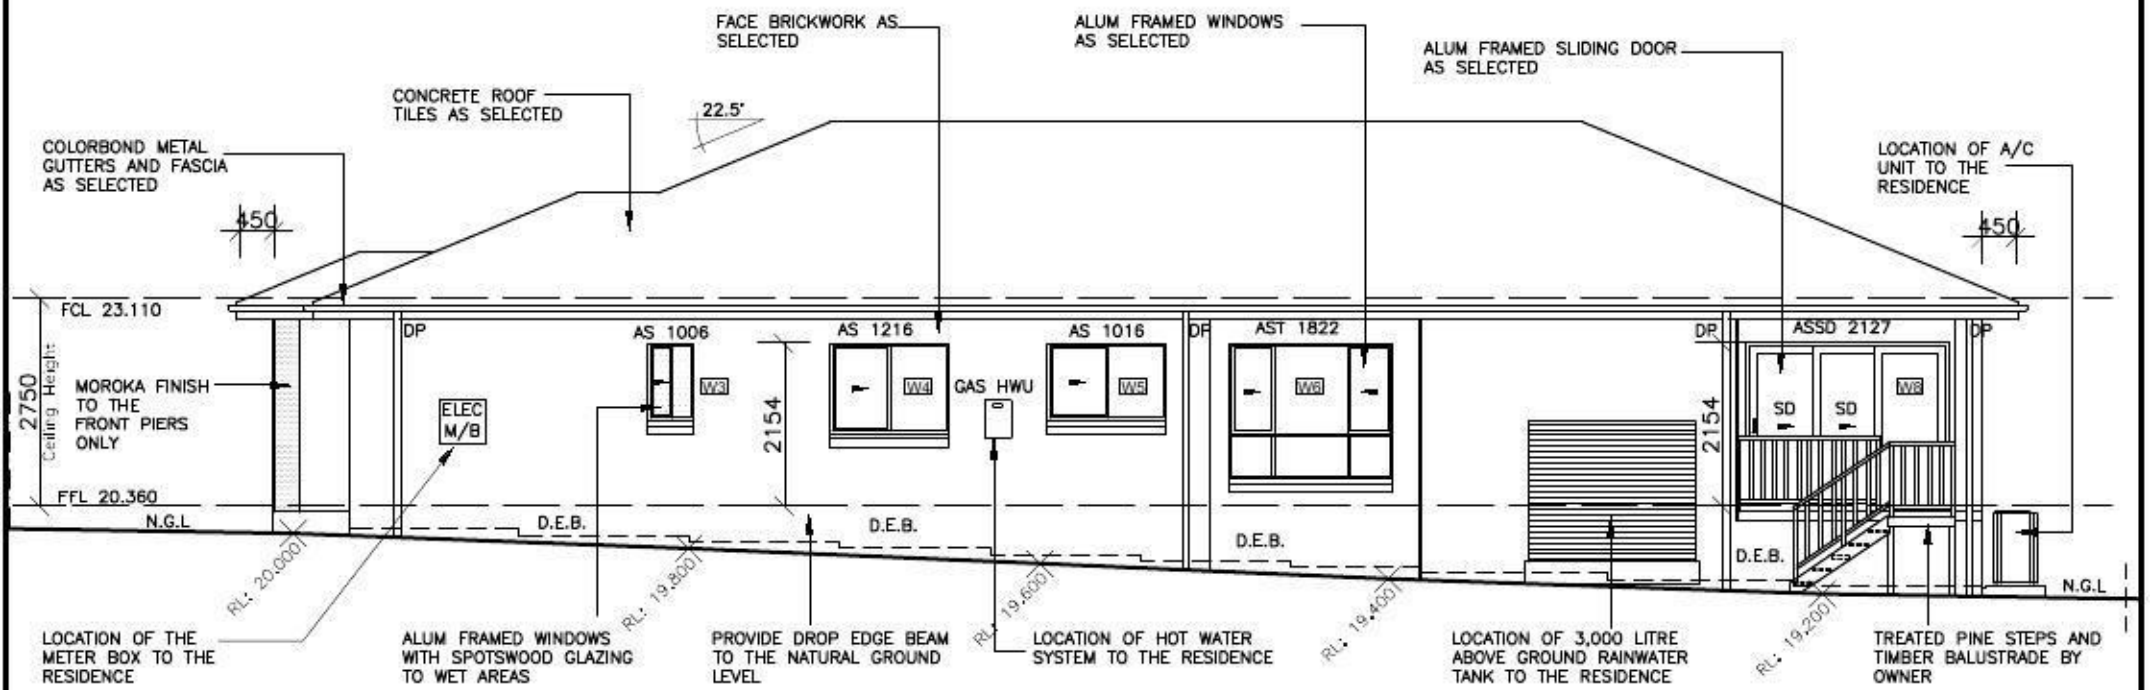 FACE BRICKWORK AS
SELECTED
ALUM FRAMED WINDOWS
AS SELECTED
ALUM FRAMED SLIDING DOOR
AS SELECTED
CONCRETE ROOF
TILES AS SELECTED
22.5°
COLORBOND METAL
GUTTERS AND FASCIA
AS SELECTED
LOCATION OF A/C
UNIT TO THE
RESIDENCE
450
450
FCL 23.110
DP
AS 1006
AS 1216
AS 1016
DP
AST 1822
DP
ASSD 2127
DP
2750
Ceiling Height
MOROKA FINISH
TO THE
FRONT PIERS
ONLY
ELEC
M/B
W3
2154
W4
GAS HWU
W5
W6
2154
SD
SD
W8
FFL 20.360
N.G.L
D.E.B.
D.E.B.
D.E.B.
D.E.B.
N.G.L
RL: 20.000
RL: 19.800
RL: 19.600
RL: 19.400
RL: 19.200
LOCATION OF THE
METER BOX TO THE
RESIDENCE
ALUM FRAMED WINDOWS
WITH SPOTSWOOD GLAZING
TO WET AREAS
PROVIDE DROP EDGE BEAM
TO THE NATURAL GROUND
LEVEL
LOCATION OF HOT WATER
SYSTEM TO THE RESIDENCE
LOCATION OF 3,000 LITRE
ABOVE GROUND RAINWATER
TANK TO THE RESIDENCE
TREATED PINE STEPS AND
TIMBER BALUSTRADE BY
OWNER